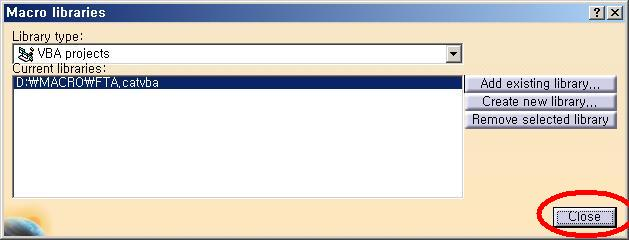 Macro libraries
Library type:
VBA projects
Current libraries:
D:₩MACRO₩FTA.catvba
Add existing library...
Create new library...
Remove selected library
Close